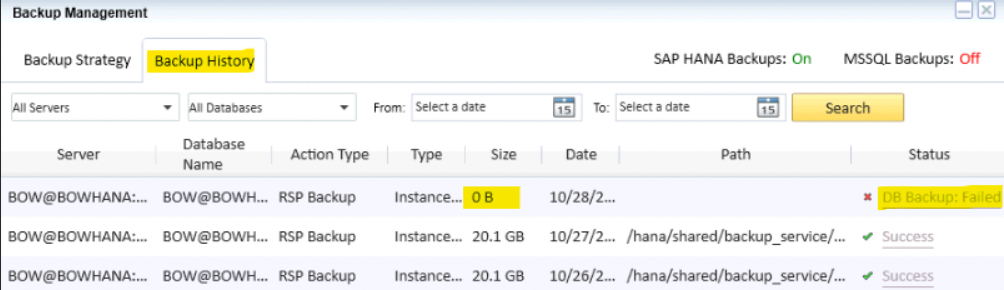 Backup Management
Backup Strategy Backup History SAP HANA Backups: On MSSQL Backups: Off
All Servers All Databases From: Select a date 15 To: Select a date 15 Search
Server Database Name Action Type Type Size Date Path Status
BOW@BOWHANA:... BOW@BOWH... RSP Backup Instance... 0 B 10/28/2... DB Backup: Failed
BOW@BOWHANA:... BOW@BOWH... RSP Backup Instance... 20.1 GB 10/27/2... /hana/shared/backup_service/... Success
BOW@BOWHANA:... BOW@BOWH... RSP Backup Instance... 20.1 GB 10/26/2... /hana/shared/backup_service/... Success